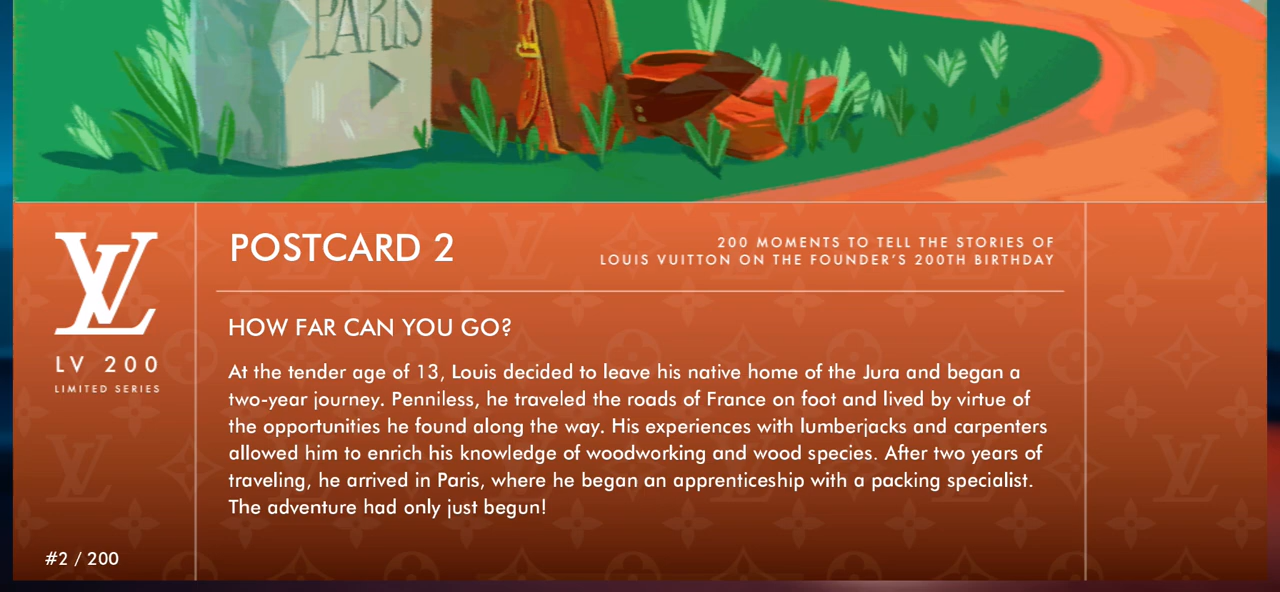 PARIS
LV
POSTCARD 2
200 MOMENTS TO TELL THE STORIES OF
LOUIS VUITTON ON THE FOUNDER'S 200TH BIRTHDAY
LV 200
LIMITED SERIES
HOW FAR CAN YOU GO?
At the tender age of 13, Louis decided to leave his native home of the Jura and began a
two-year journey. Penniless, he traveled the roads of France on foot and lived by virtue of
the opportunities he found along the way. His experiences with lumberjacks and carpenters
allowed him to enrich his knowledge of woodworking and wood species. After two years of
traveling, he arrived in Paris, where he began an apprenticeship with a packing specialist.
The adventure had only just begun!
#2 / 200